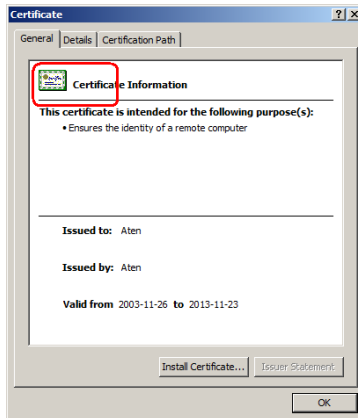 Certificate
General Details Certification Path
Certificate Information
This certificate is intended for the following purpose(s):
• Ensures the identity of a remote computer
Issued to: Aten
Issued by: Aten
Valid from 2003-11-26 to 2013-11-23
Install Certificate... Issuer Statement
OK